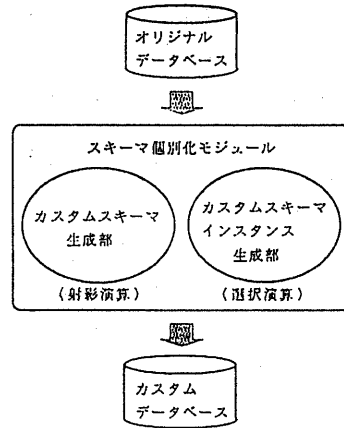 オリジナル
データベース
スキーマ個別化モジュール
カスタムスキーマ
生成部
カスタムスキーマ
インスタンス
生成部
(射影演算)
(選択演算)
カスタム
データベース